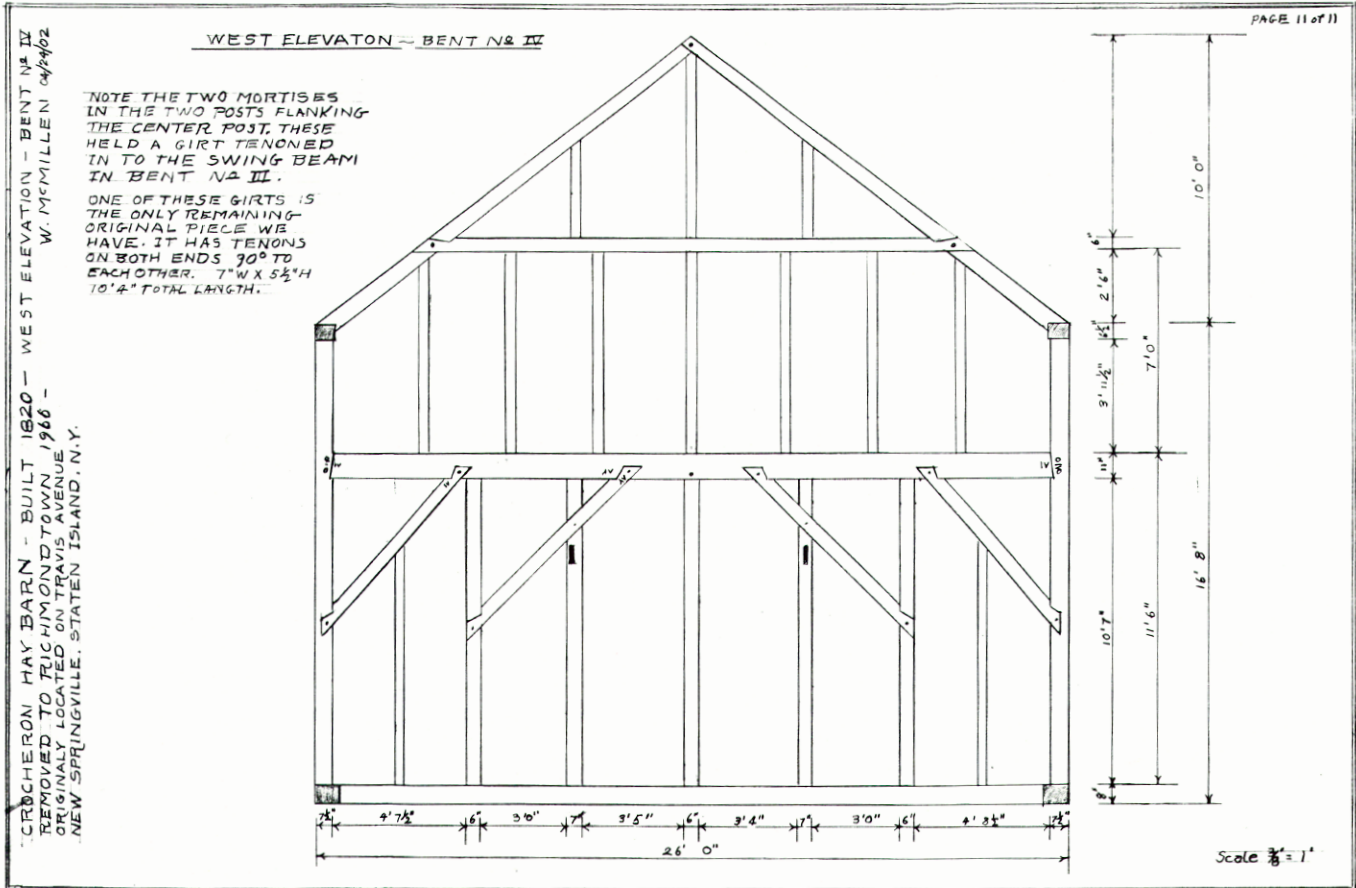 PAGE 11 of 11
WEST ELEVATON – BENT No IV
NOTE THE TWO MORTISES
IN THE TWO POSTS FLANKING
THE CENTER POST. THESE
HELD A GIRT TENONED
IN TO THE SWING BEAM
IN BENT No III.
ONE OF THESE GIRTS IS
THE ONLY REMAINING
ORIGINAL PIECE WE
HAVE. IT HAS TENONS
ON BOTH ENDS 90° TO
EACH OTHER. 7"W X 5½"H
10'4" TOTAL LANGTH.
CROCHERON HAY BARN - BUILT 1820 - WEST ELEVATION - BENT No IV
REMOVED TO RICHMONDTOWN 1966 - W. McMILLEN 04/24/02
ORIGINALY LOCATED ON TRAVIS AVENUE
NEW SPRINGVILLE, STATEN ISLAND, N.Y.
10' 0"
6"
2' 6"
6½"
7' 0"
3' 11½"
11"
16' 8"
10' 7"
11' 6"
8"
7½" 4' 7½" 6" 3' 0" 7" 3' 5" 6" 3' 4" 7" 3' 0" 6" 4' 8½" 7½"
26' 0"
Scale ⅜" = 1'